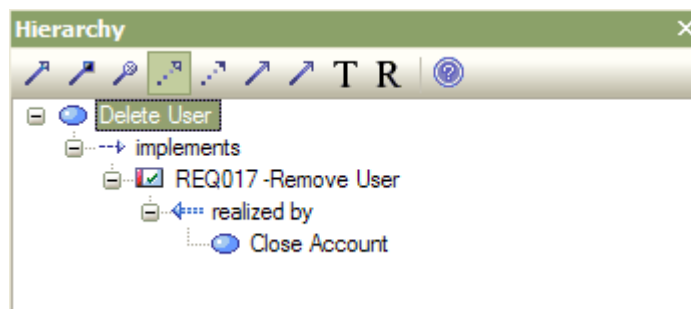 Hierarchy
T R
Delete User
implements
REQ017 -Remove User
realized by
Close Account